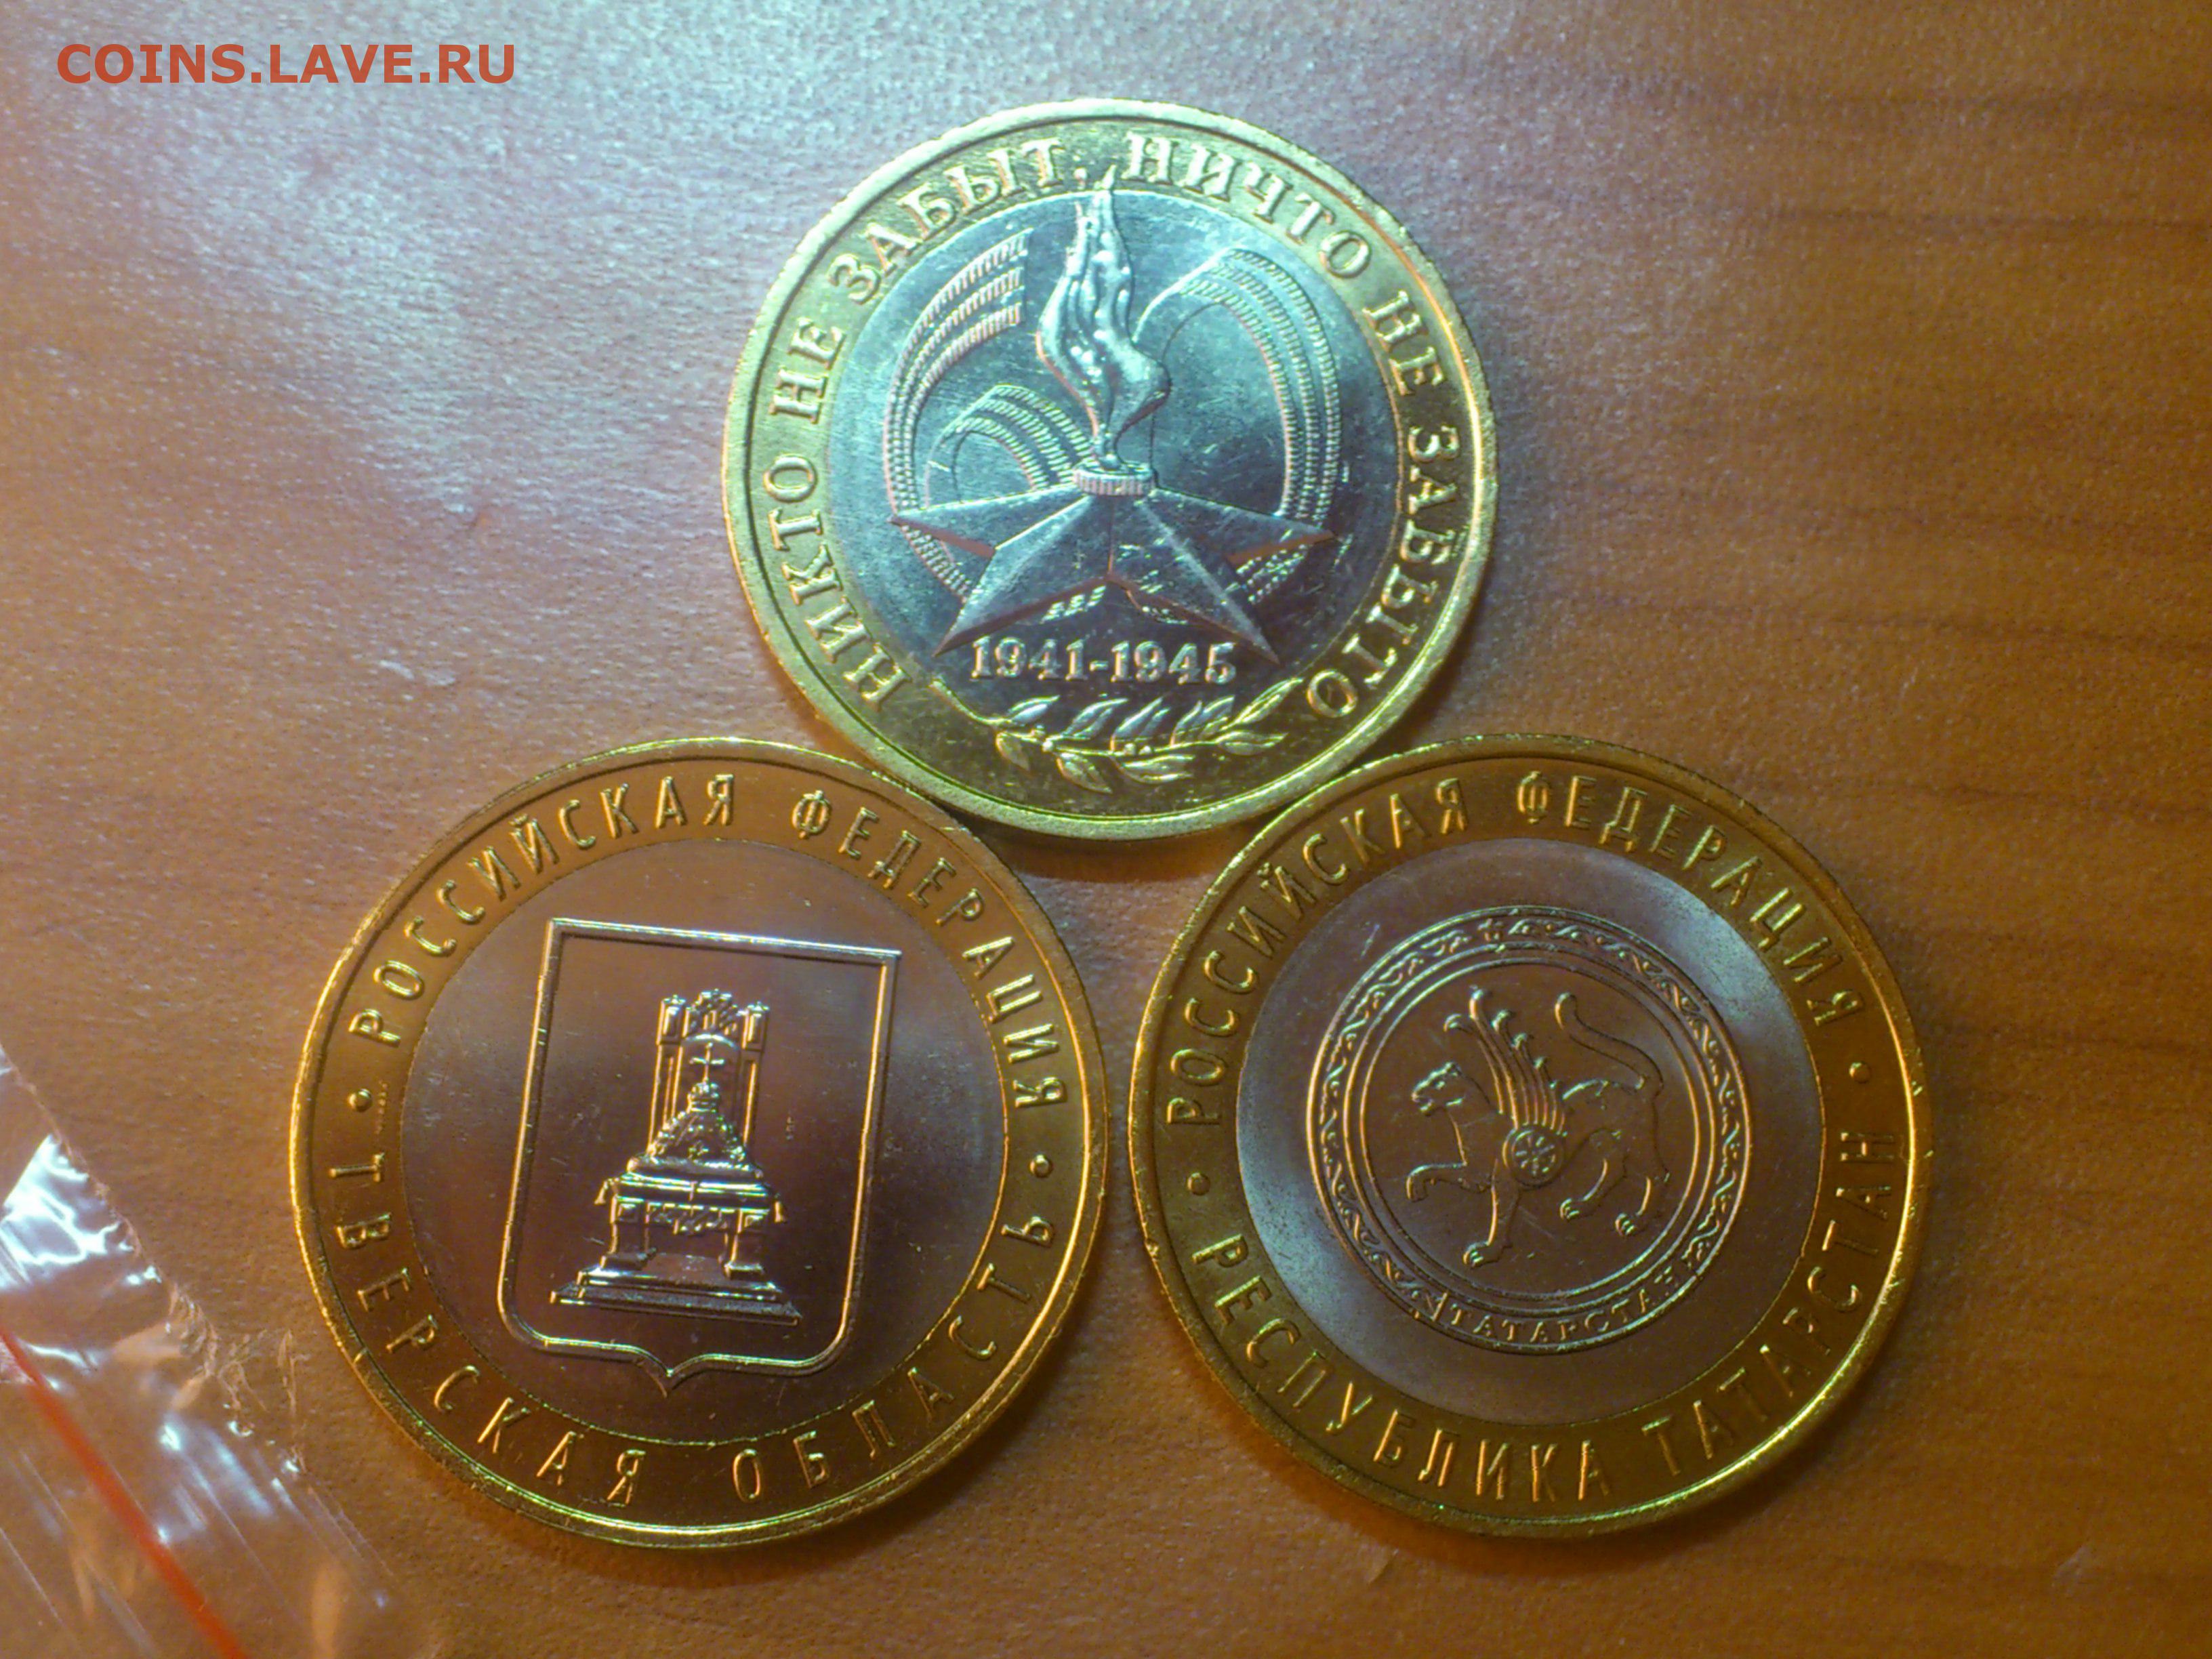 COINS.LAVE.RU
НИКТО НЕ ЗАБЫТ, НИЧТО НЕ ЗАБЫТО
1941-1945
• РОССИЙСКАЯ ФЕДЕРАЦИЯ •
ТВЕРСКАЯ ОБЛАСТЬ
• РОССИЙСКАЯ ФЕДЕРАЦИЯ •
РЕСПУБЛИКА ТАТАРСТАН
ТАТАРСТАН